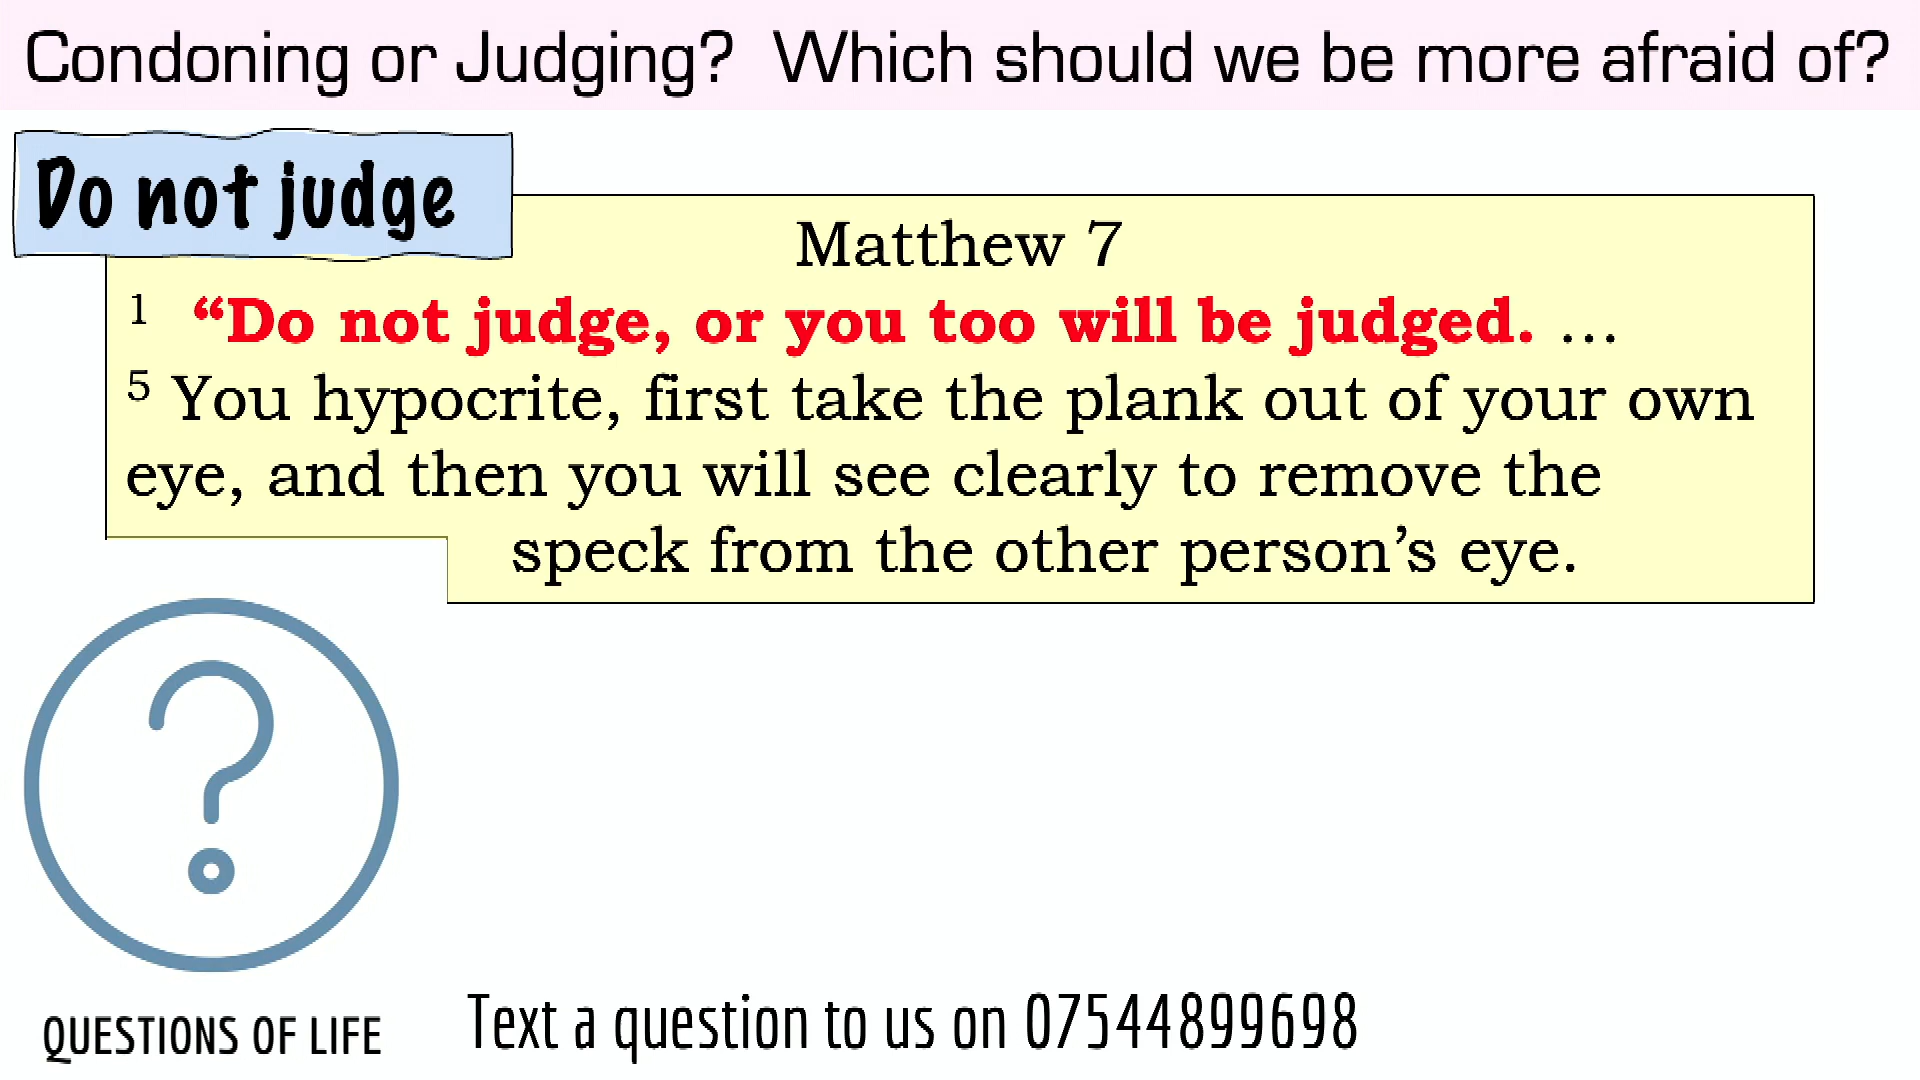 Condoning or Judging? Which should we be more afraid of?
Do not judge
Matthew 7
1 “Do not judge, or you too will be judged. …
5 You hypocrite, first take the plank out of your own
eye, and then you will see clearly to remove the
speck from the other person’s eye.
QUESTIONS OF LIFE
Text a question to us on 07544899698